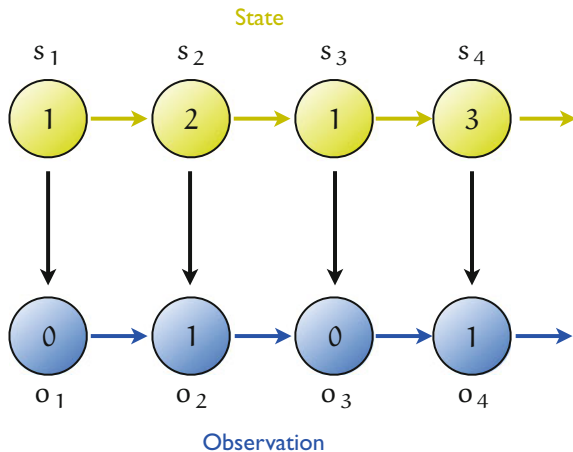 State
s 1 s 2 s 3 s 4
1 2 1 3
0 1 0 1
o 1 o 2 o 3 o 4
Observation